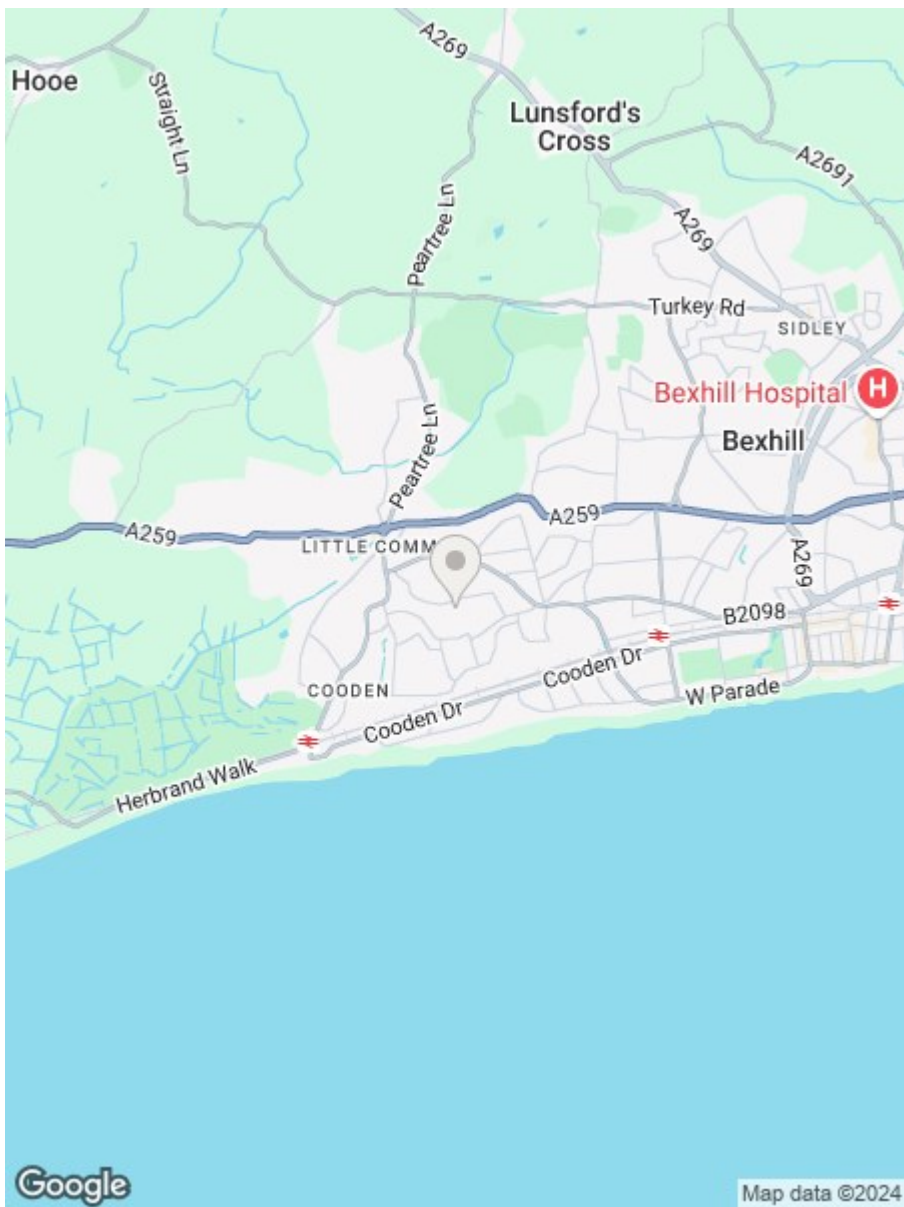 A269
Hooe
Straight Ln
Lunsford's
Cross
A2691
Peartree Ln
A269
Turkey Rd
SIDLEY
Bexhill Hospital
H
Bexhill
Peartree Ln
A259
A259
LITTLE COMM
A269
B2098
Cooden Dr
COODEN
W Parade
Cooden Dr
Herbrand Walk
Google
Map data ©2024